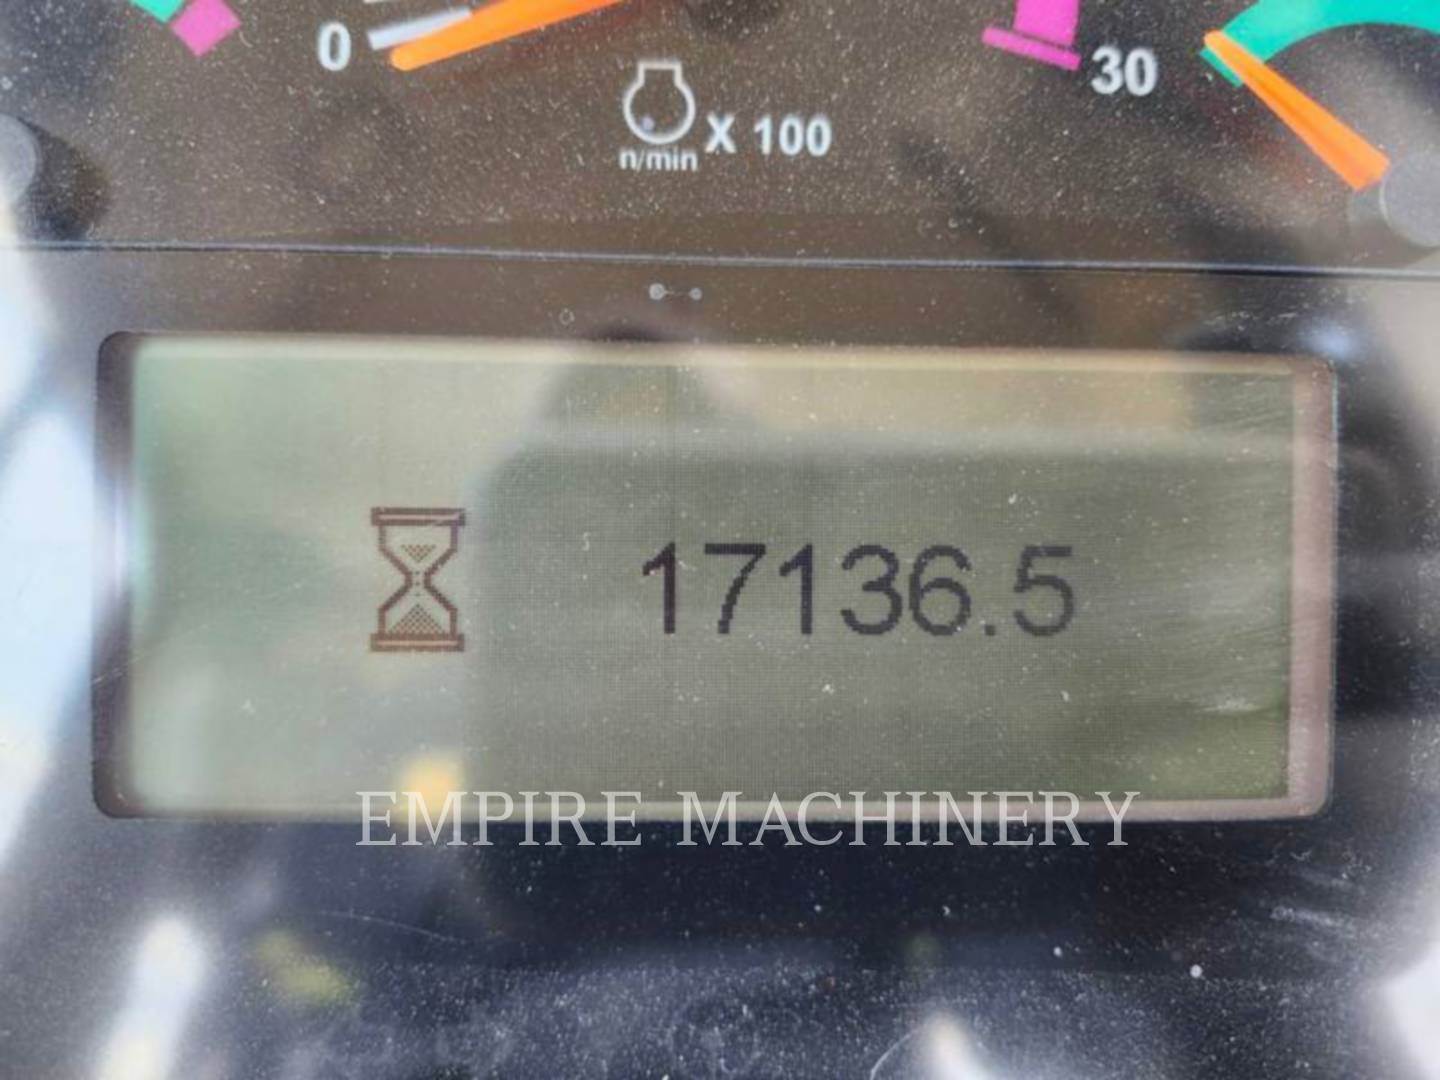 0
30
X 100
n/min
17136.5
EMPIRE MACHINERY